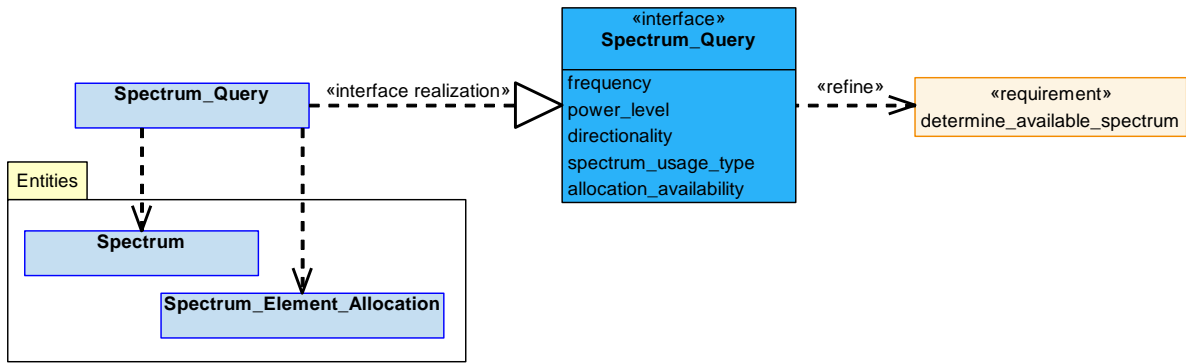 «interface»
Spectrum_Query
frequency
power_level
directionality
spectrum_usage_type
allocation_availability
Spectrum_Query
«interface realization»
«refine»
«requirement»
determine_available_spectrum
Entities
Spectrum
Spectrum_Element_Allocation